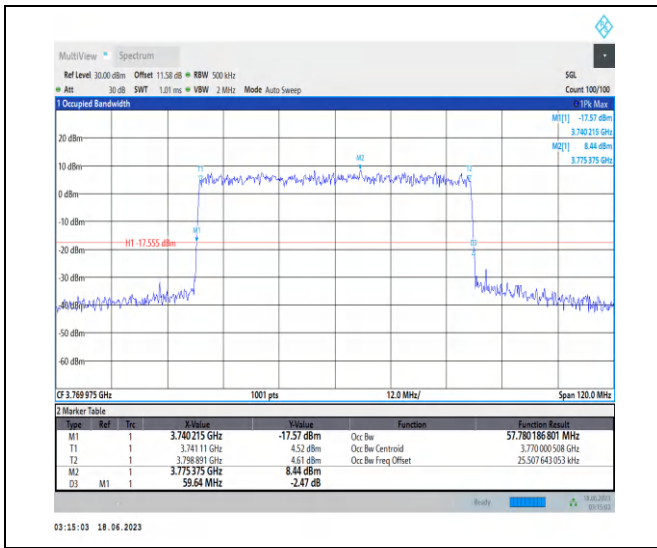 MultiView Spectrum
Ref Level 30.00 dBm Offset 11.58 dB RBW 500 kHz SGL
Att 30 dB SWT 1.01 ms VBW 2 MHz Mode Auto Sweep Count 100/100
1 Occupied Bandwidth 1Pk Max
M1[1] -17.57 dBm
3.740 215 GHz
M2[1] 8.44 dBm
3.775 375 GHz
20 dBm
10 dBm
0 dBm
-10 dBm
-20 dBm
-30 dBm
-40 dBm
-50 dBm
-60 dBm
T1
M2
M1
H1 -17.555 dBm
CF 3.769 975 GHz 1001 pts 12.0 MHz/ Span 120.0 MHz
2 Marker Table
Type Ref Trc X-Value Y-Value Function Function Result
M1 1 3.740 215 GHz -17.57 dBm Occ Bw 57.780 186 801 MHz
T1 1 3.741 11 GHz 4.52 dBm Occ Bw Centroid 3.770 000 508 GHz
T2 1 3.798 891 GHz 4.61 dBm Occ Bw Freq Offset 25.507 643 053 kHz
M2 1 3.775 375 GHz 8.44 dBm
D3 M1 1 59.64 MHz -2.47 dB
Ready
18.06.2023
03:15:03
03:15:03 18.06.2023